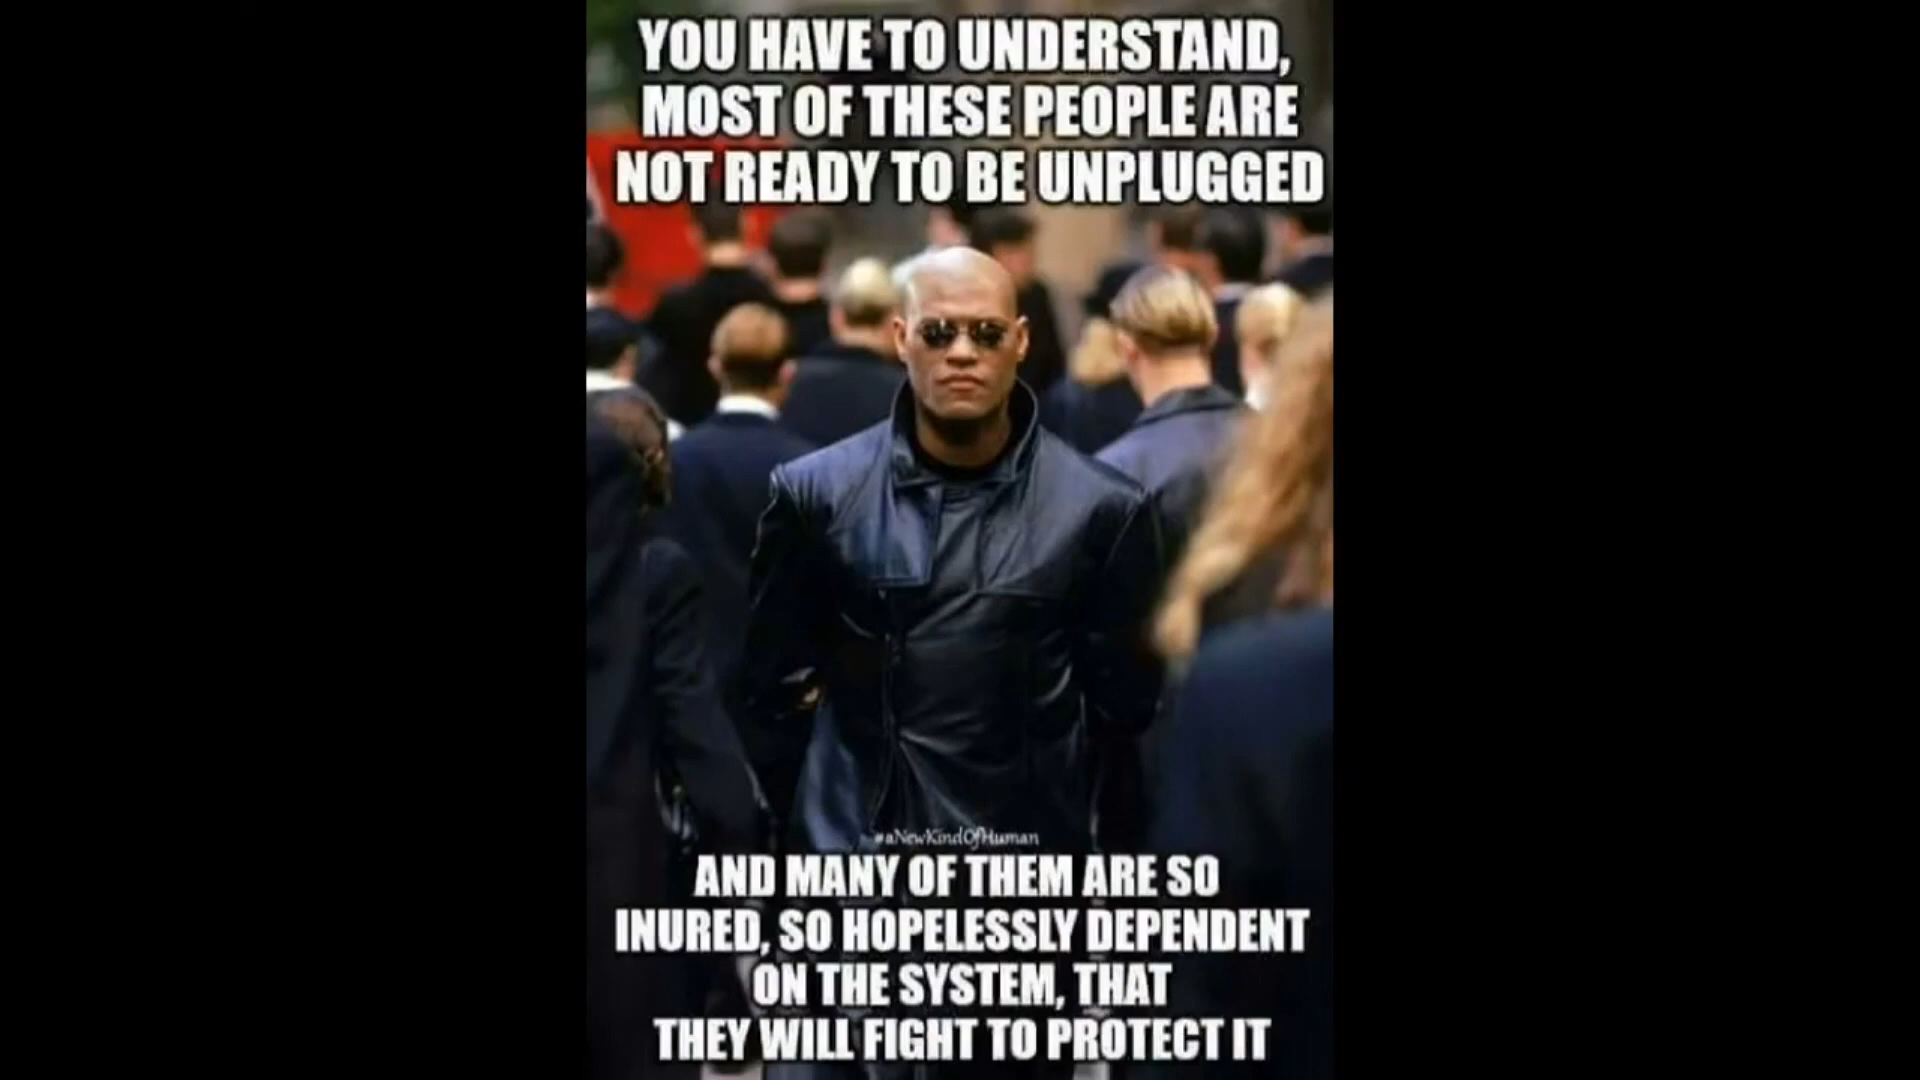 YOU HAVE TO UNDERSTAND,
MOST OF THESE PEOPLE ARE
NOT READY TO BE UNPLUGGED
#aNewKindOfHuman
AND MANY OF THEM ARE SO
INURED, SO HOPELESSLY DEPENDENT
ON THE SYSTEM, THAT
THEY WILL FIGHT TO PROTECT IT